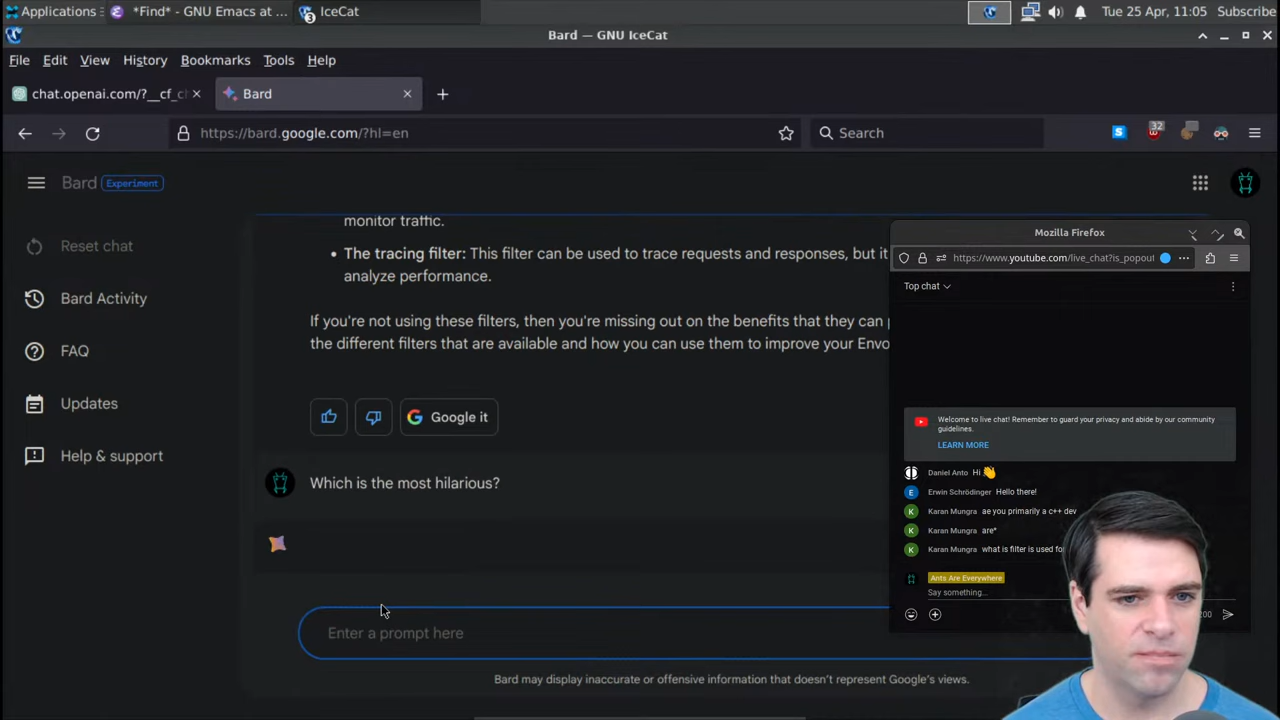 Applications
*Find* - GNU Emacs at ...
3
IceCat
Tue 25 Apr, 11:05
Subscribe
Bard — GNU IceCat
File Edit View History Bookmarks Tools Help
chat.openai.com/?__cf_ch
Bard
https://bard.google.com/?hl=en
Search
32
Bard
Experiment
Reset chat
Bard Activity
FAQ
Updates
Help & support
monitor traffic.
• The tracing filter: This filter can be used to trace requests and responses, but it
analyze performance.
If you're not using these filters, then you're missing out on the benefits that they can
the different filters that are available and how you can use them to improve your Envo
Google it
Which is the most hilarious?
Enter a prompt here
Bard may display inaccurate or offensive information that doesn't represent Google's views.
Mozilla Firefox
https://www.youtube.com/live_chat?is_popout
Top chat
Welcome to live chat! Remember to guard your privacy and abide by our community
guidelines.
LEARN MORE
Daniel Anto Hi
E
Erwin Schrödinger Hello there!
K
Karan Mungra ae you primarily a c++ dev
K
Karan Mungra are*
K
Karan Mungra what is filter is used fo
Ants Are Everywhere
Say something...